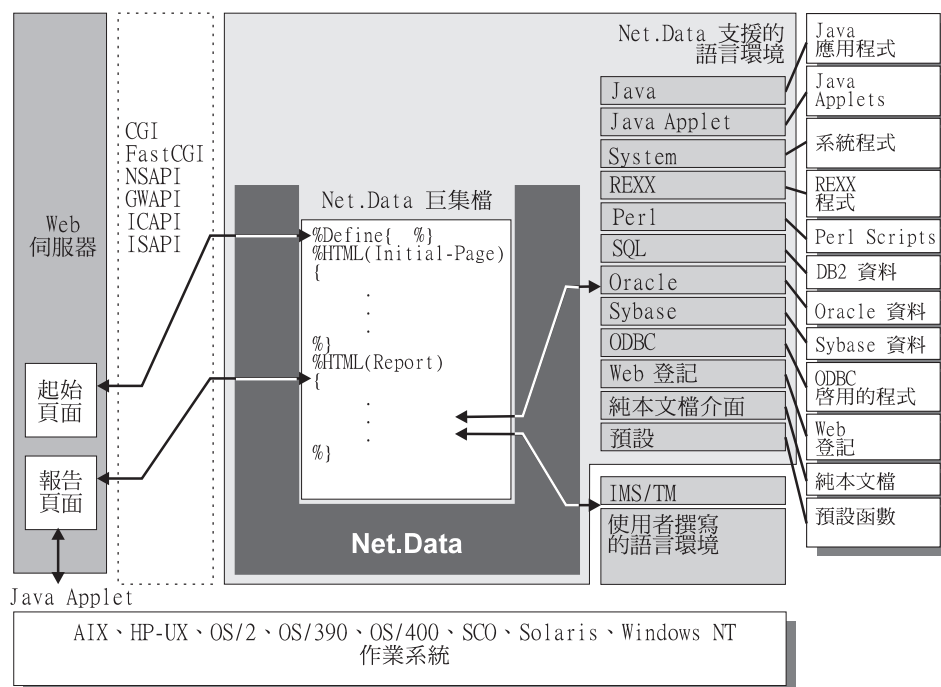 Web
伺服器
起始
頁面
報告
頁面
Java Applet
CGI
FastCGI
NSAPI
GWAPI
ICAPI
ISAPI
Net.Data 巨集檔
%Define{ %}
%HTML(Initial-Page)
{
.
.
.
%}
%HTML(Report)
{
.
.
.
%}
Net.Data
Net.Data 支援的
語言環境
Java
Java Applet
System
REXX
Perl
SQL
Oracle
Sybase
ODBC
Web 登記
純本文檔介面
預設
IMS/TM
使用者撰寫
的語言環境
Java
應用程式
Java
Applets
系統程式
REXX
程式
Perl Scripts
DB2 資料
Oracle 資料
Sybase 資料
ODBC
啓用的程式
Web
登記
純本文檔
預設函數
AIX、HP-UX、OS/2、OS/390、OS/400、SCO、Solaris、Windows NT
作業系統